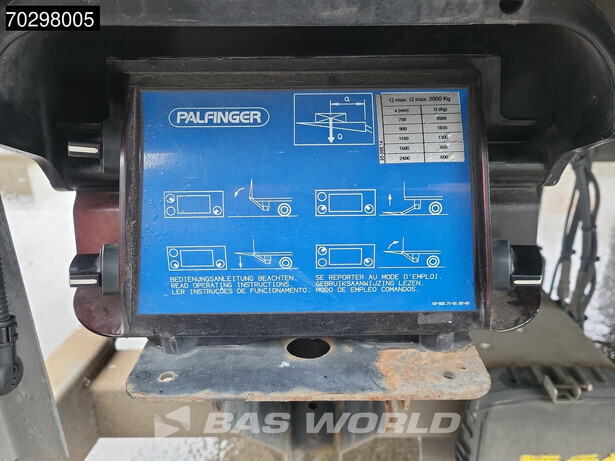 70298005
PALFINGER
a
Q
Q max. Q max. 2000 Kg
a (mm) Q (Kg)
750 2000
900 1650
1100 1300
1600 950
2400 600
BEDIENUNGSANLEITUNG BEACHTEN.
READ OPERATING INSTRUCTIONS
LER INSTRUÇÕES DE FUNCIONAMENTO.
SE REPORTER AU MODE D'EMPLOI.
GEBRUIKSAANWIJZING LEZEN.
MODO DE EMPLEO COMANDOS.
BAS WORLD